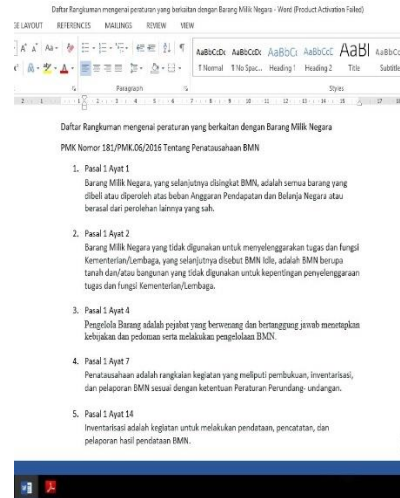 Daftar Rangkuman mengenai peraturan yang berkaitan dengan Barang Milik Negara - Word (Product Activation Failed)
GE LAYOUT REFERENCES MAILINGS REVIEW VIEW
AaBbCcDc AaBbCcDc AaBbC AaBbCcC AaBl AaBbCc
1 Normal 1 No Spac... Heading 1 Heading 2 Title Subtitle
Paragraph Styles
Daftar Rangkuman mengenai peraturan yang berkaitan dengan Barang Milik Negara
PMK Nomor 181/PMK.06/2016 Tentang Penatausahaan BMN
1. Pasal 1 Ayat 1
Barang Milik Negara, yang selanjutnya disingkat BMN, adalah semua barang yang
dibeli atau diperoleh atas beban Anggaran Pendapatan dan Belanja Negara atau
berasal dari perolehan lainnya yang sah.
2. Pasal 1 Ayat 2
Barang Milik Negara yang tidak digunakan untuk menyelenggarakan tugas dan fungsi
Kementerian/Lembaga, yang selanjutnya disebut BMN Idle, adalah BMN berupa
tanah dan/atau bangunan yang tidak digunakan untuk kepentingan penyelenggaraan
tugas dan fungsi Kementerian/Lembaga.
3. Pasal 1 Ayat 4
Pengelola Barang adalah pejabat yang berwenang dan bertanggung jawab menetapkan
kebijakan dan pedoman serta melakukan pengelolaan BMN.
4. Pasal 1 Ayat 7
Penatausahaan adalah rangkaian kegiatan yang meliputi pembukuan, inventarisasi,
dan pelaporan BMN sesuai dengan ketentuan Peraturan Perundang- undangan.
5. Pasal 1 Ayat 14
Inventarisasi adalah kegiatan untuk melakukan pendataan, pencatatan, dan
pelaporan hasil pendataan BMN.